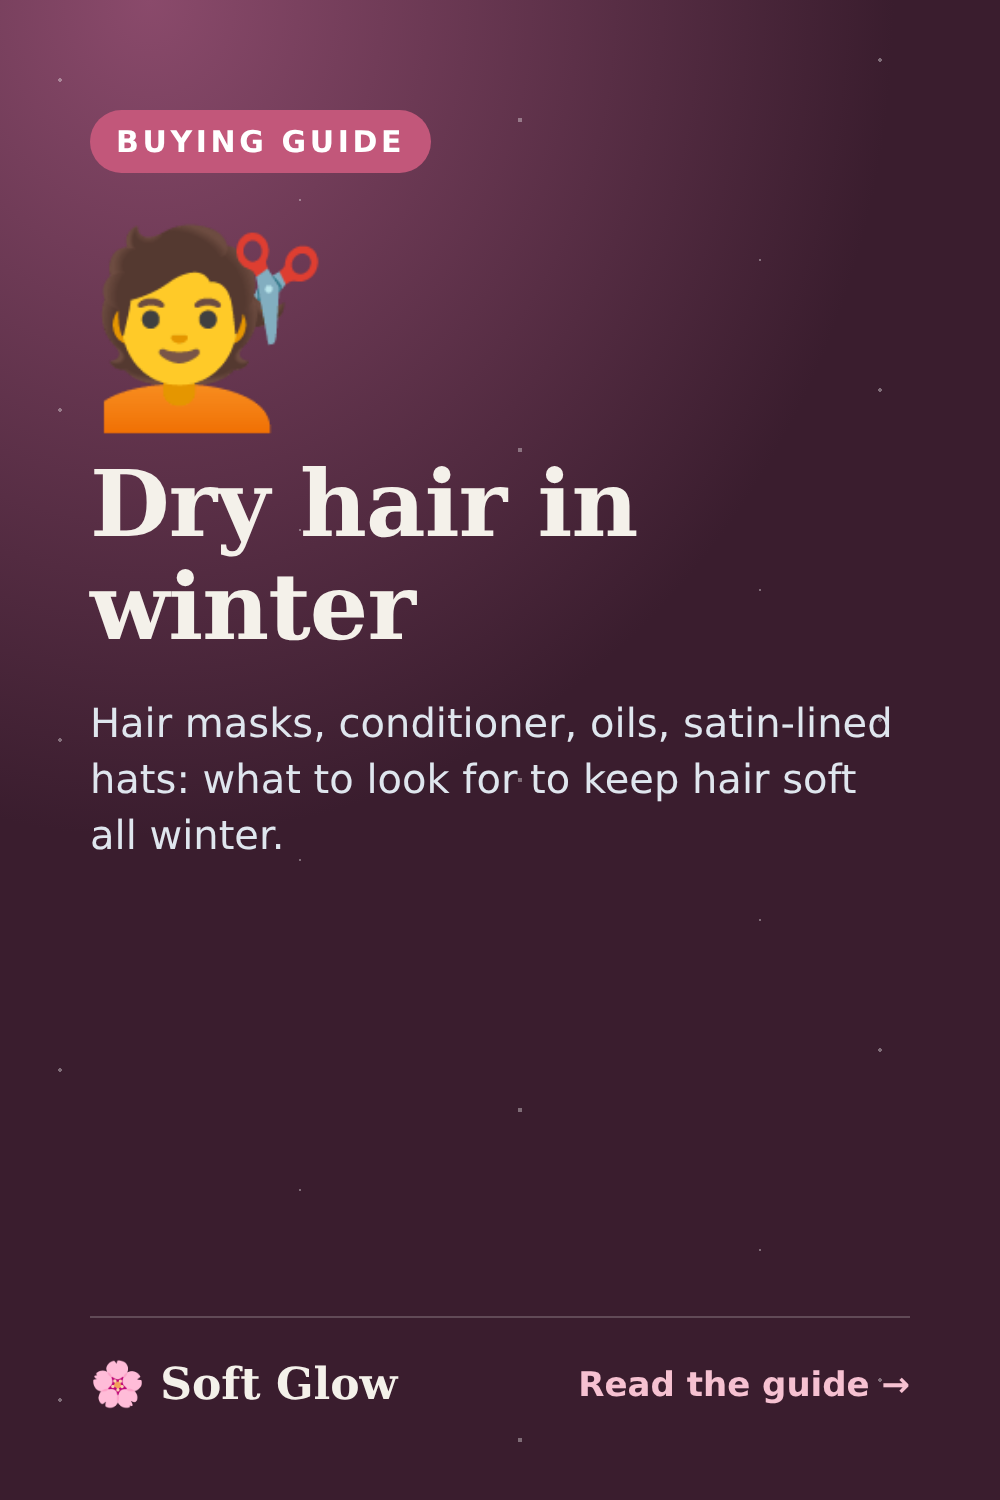 BUYING GUIDE
Dry hair in
winter
Hair masks, conditioner, oils, satin-lined
hats: what to look for to keep hair soft
all winter.
🌸 Soft Glow
Read the guide →